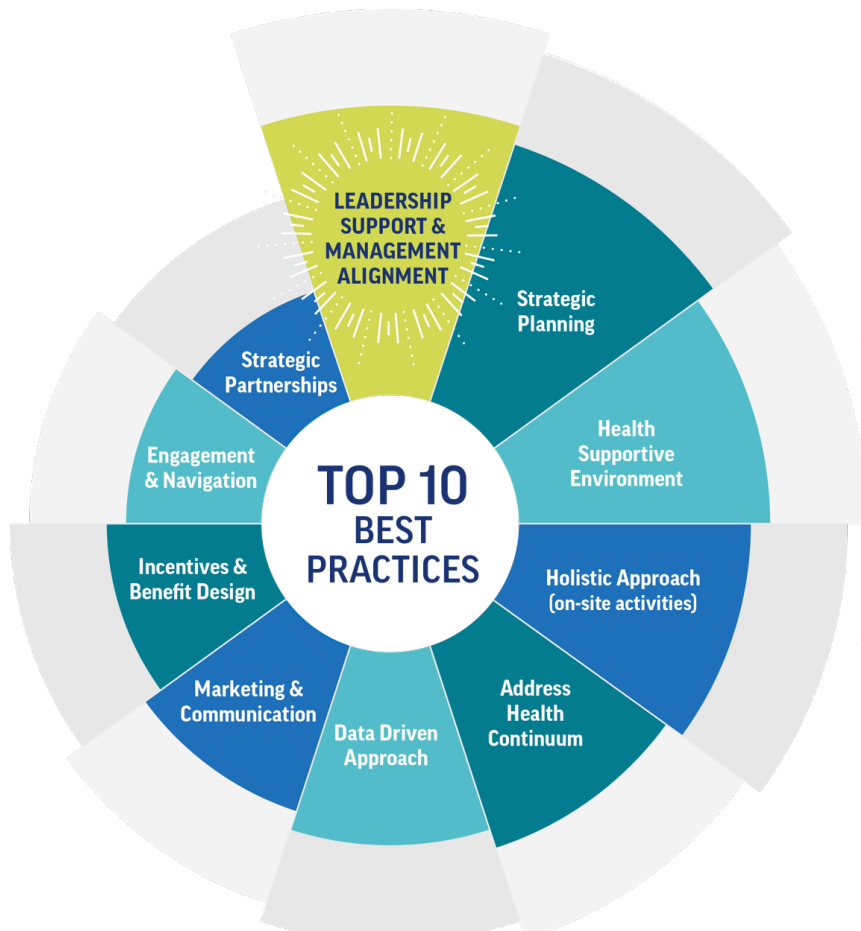 TOP 10
BEST
PRACTICES
LEADERSHIP
SUPPORT &
MANAGEMENT
ALIGNMENT
Strategic
Planning
Health
Supportive
Environment
Holistic Approach
(on-site activities)
Address
Health
Continuum
Data Driven
Approach
Marketing &
Communication
Incentives &
Benefit Design
Engagement
& Navigation
Strategic
Partnerships